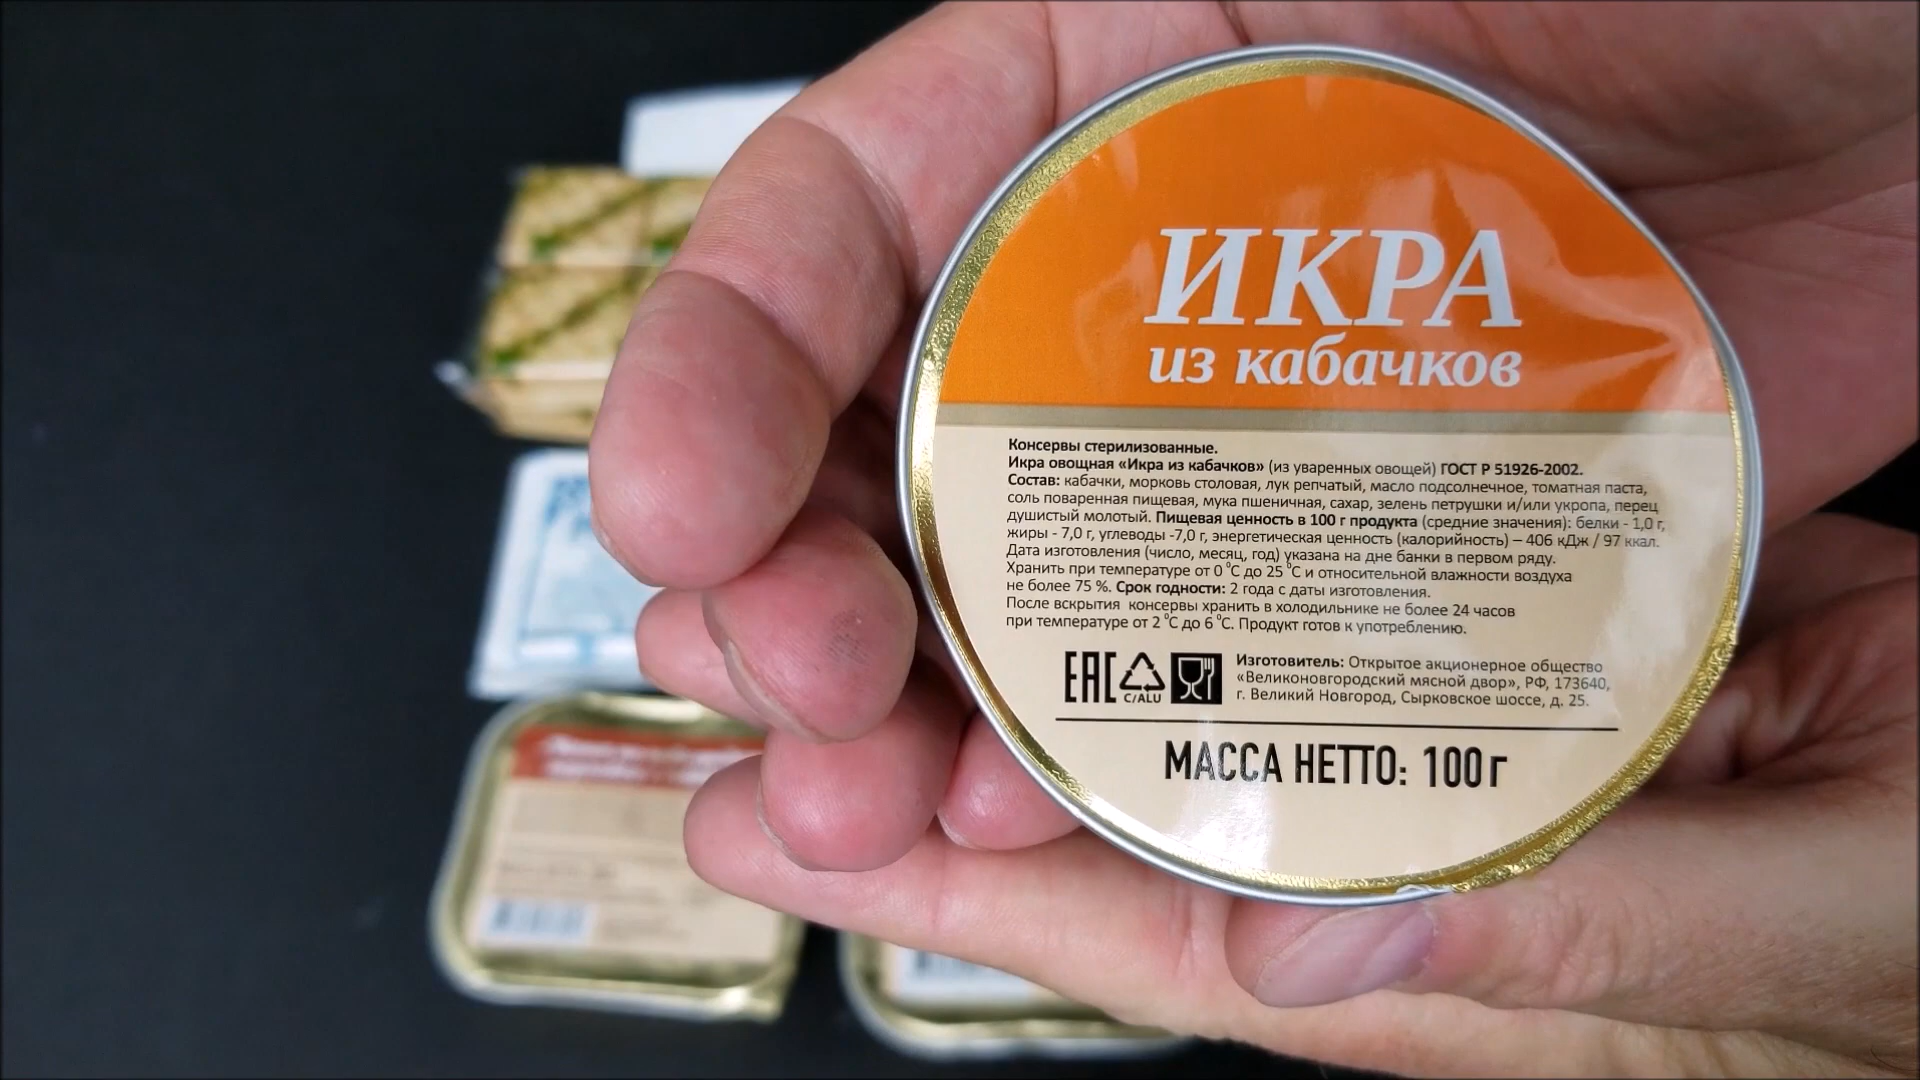 ИКРА
из кабачков
Консервы стерилизованные.
Икра овощная «Икра из кабачков» (из уваренных овощей) ГОСТ Р 51926-2002.
Состав: кабачки, морковь столовая, лук репчатый, масло подсолнечное, томатная паста,
соль поваренная пищевая, мука пшеничная, сахар, зелень петрушки и/или укропа, перец
душистый молотый. Пищевая ценность в 100 г продукта (средние значения): белки - 1,0 г,
жиры - 7,0 г, углеводы -7,0 г, энергетическая ценность (калорийность) – 406 кДж / 97 ккал.
Дата изготовления (число, месяц, год) указана на дне банки в первом ряду.
Хранить при температуре от 0 °С до 25 °С и относительной влажности воздуха
не более 75 %. Срок годности: 2 года с даты изготовления.
После вскрытия консервы хранить в холодильнике не более 24 часов
при температуре от 2 °С до 6 °С. Продукт готов к употреблению.
ЕАС
C/ALU
Изготовитель: Открытое акционерное общество
«Великоновгородский мясной двор», РФ, 173640,
г. Великий Новгород, Сырковское шоссе, д. 25.
МАССА НЕТТО: 100 г